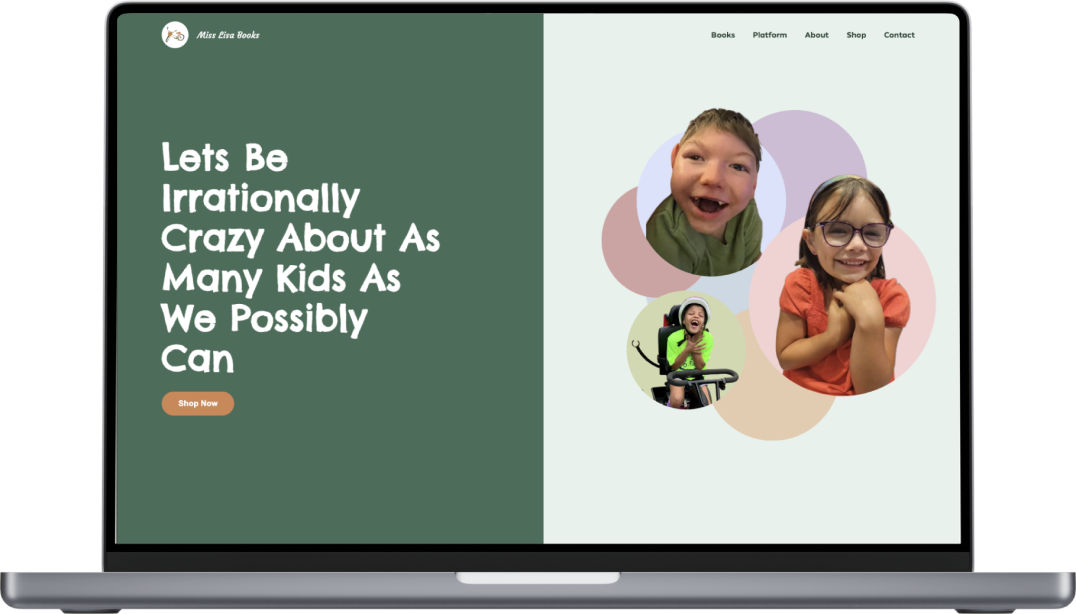 Miss Lisa Books
Books Platform About Shop Contact
Lets Be
Irrationally
Crazy About As
Many Kids As
We Possibly
Can
Shop Now